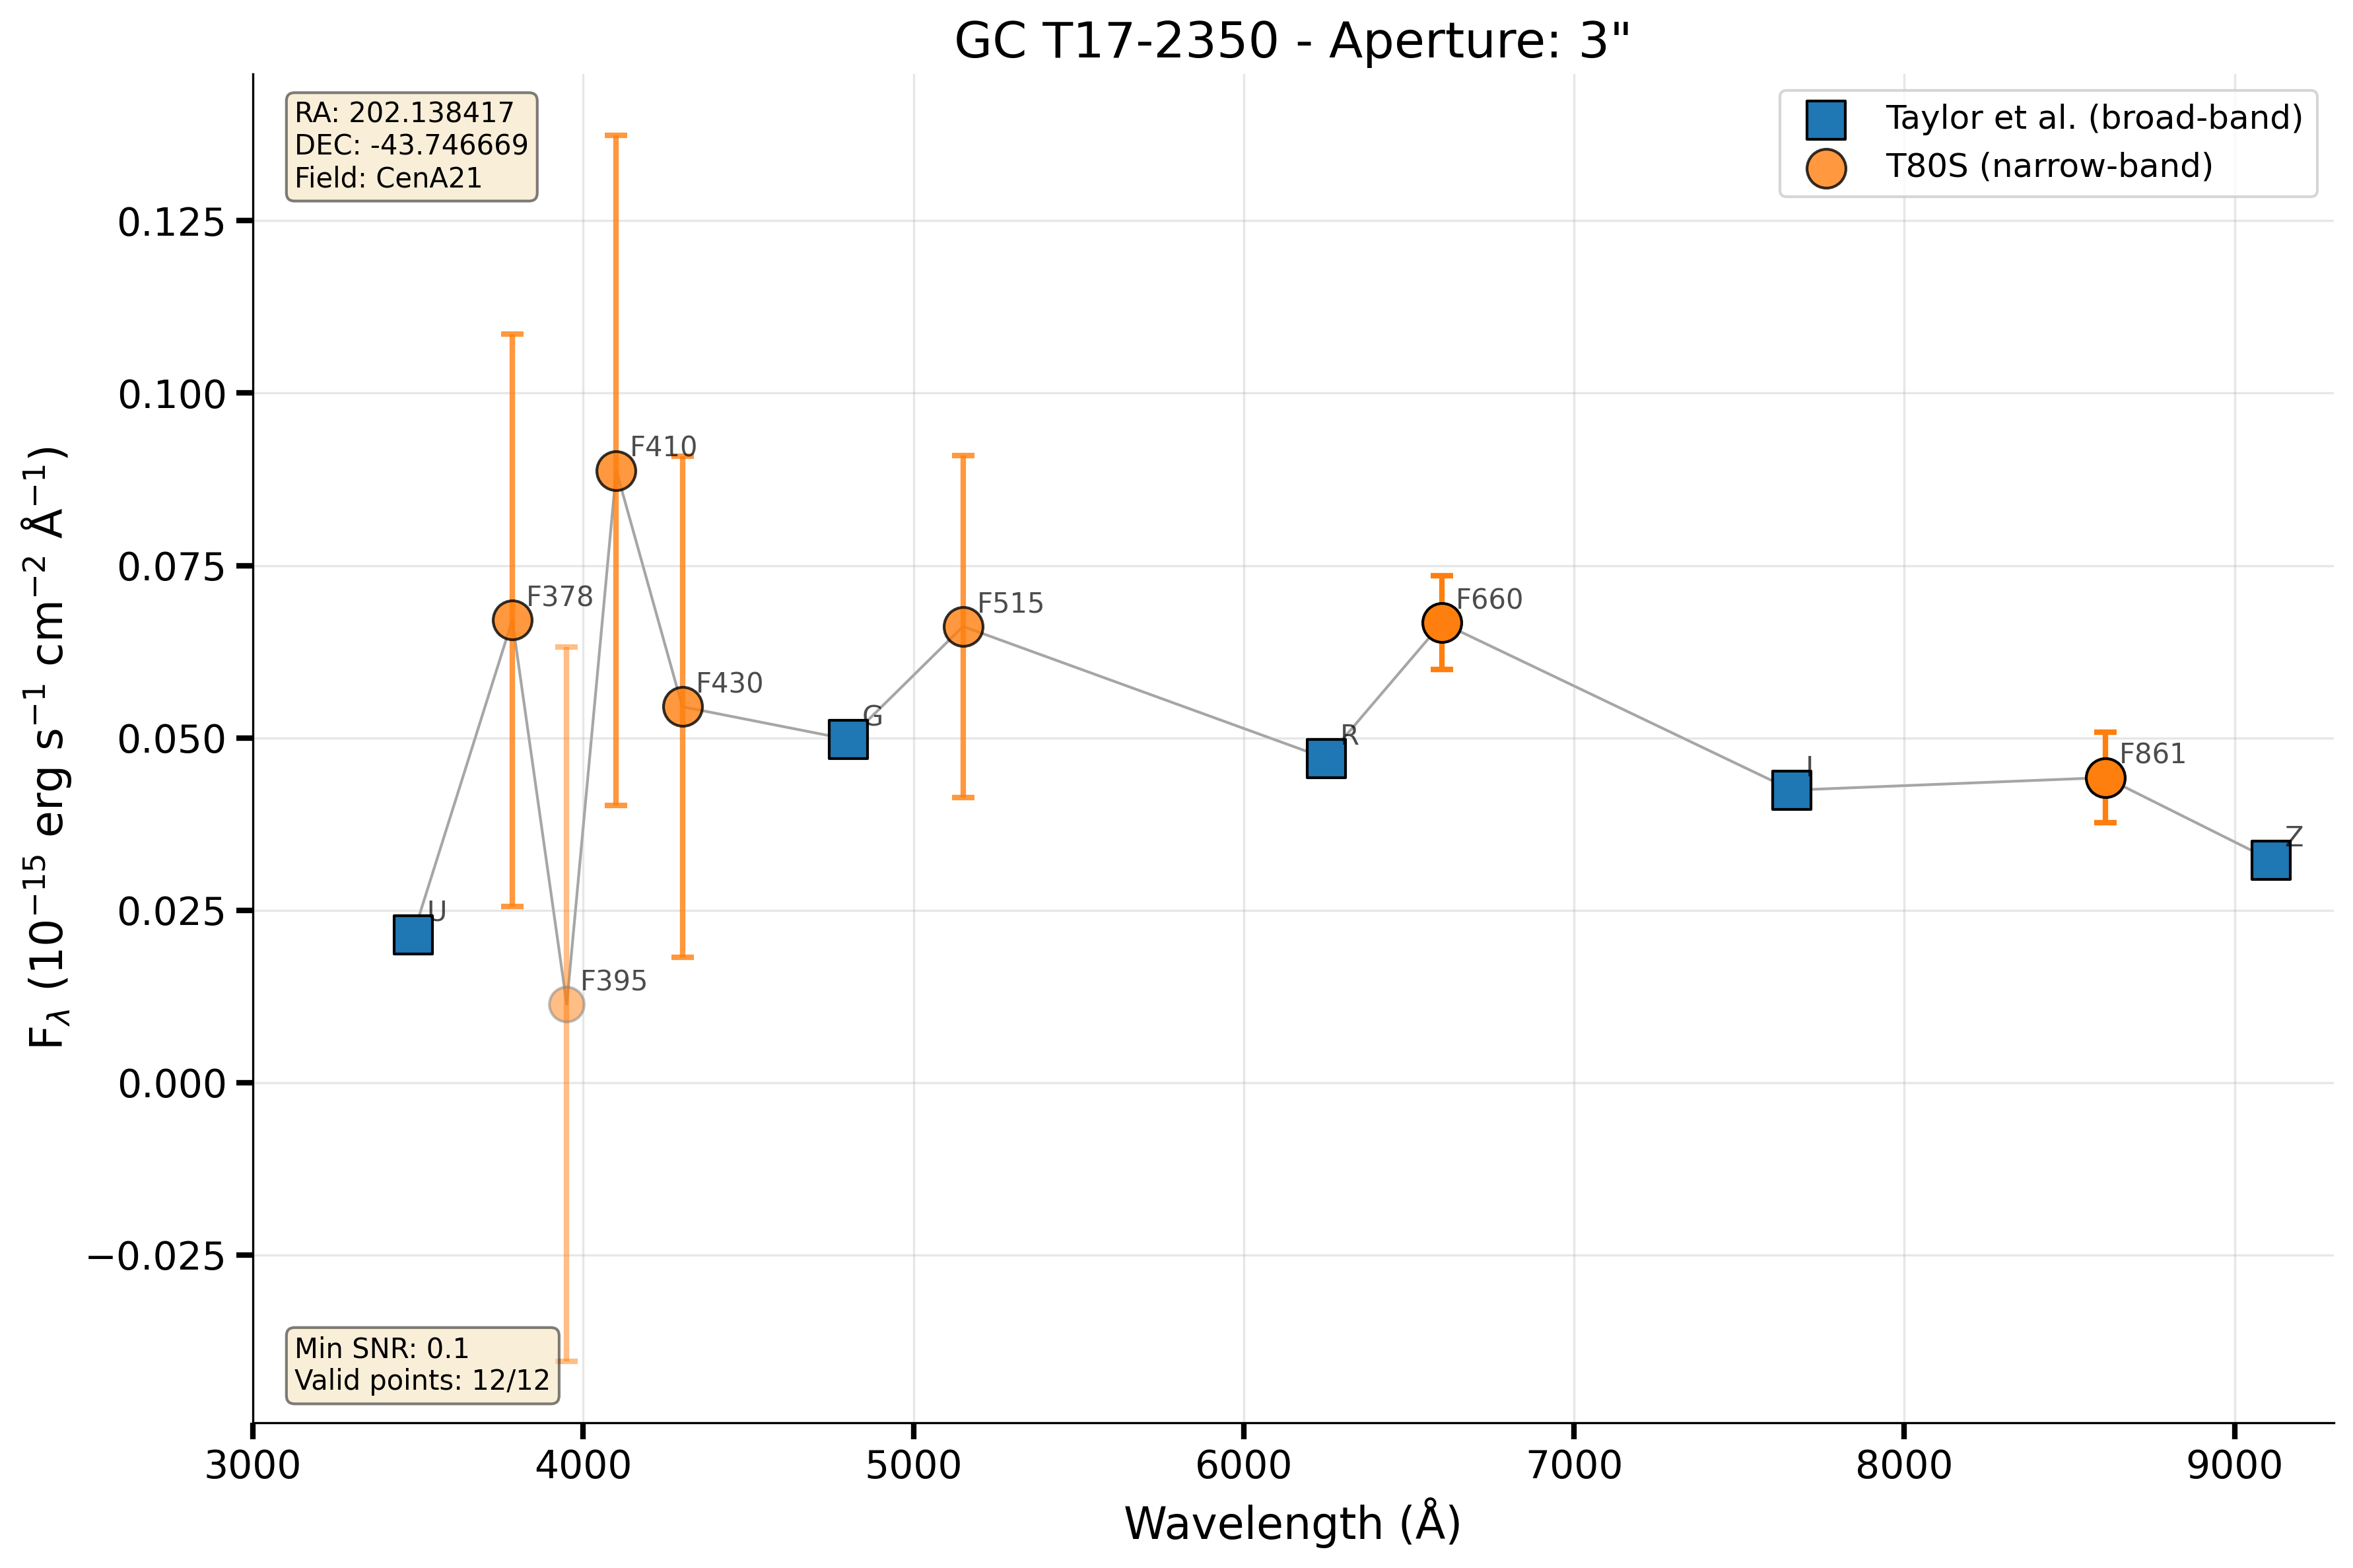 GC T17-2350 - Aperture: 3"
RA: 202.138417
DEC: -43.746669
Field: CenA21
Taylor et al. (broad-band)
T80S (narrow-band)
0.125
0.100
0.075
0.050
0.025
0.000
−0.025
F_λ (10⁻¹⁵ erg s⁻¹ cm⁻² Å⁻¹)
U
F378
F395
F410
F430
G
F515
R
F660
I
F861
Z
Min SNR: 0.1
Valid points: 12/12
3000 4000 5000 6000 7000 8000 9000
Wavelength (Å)